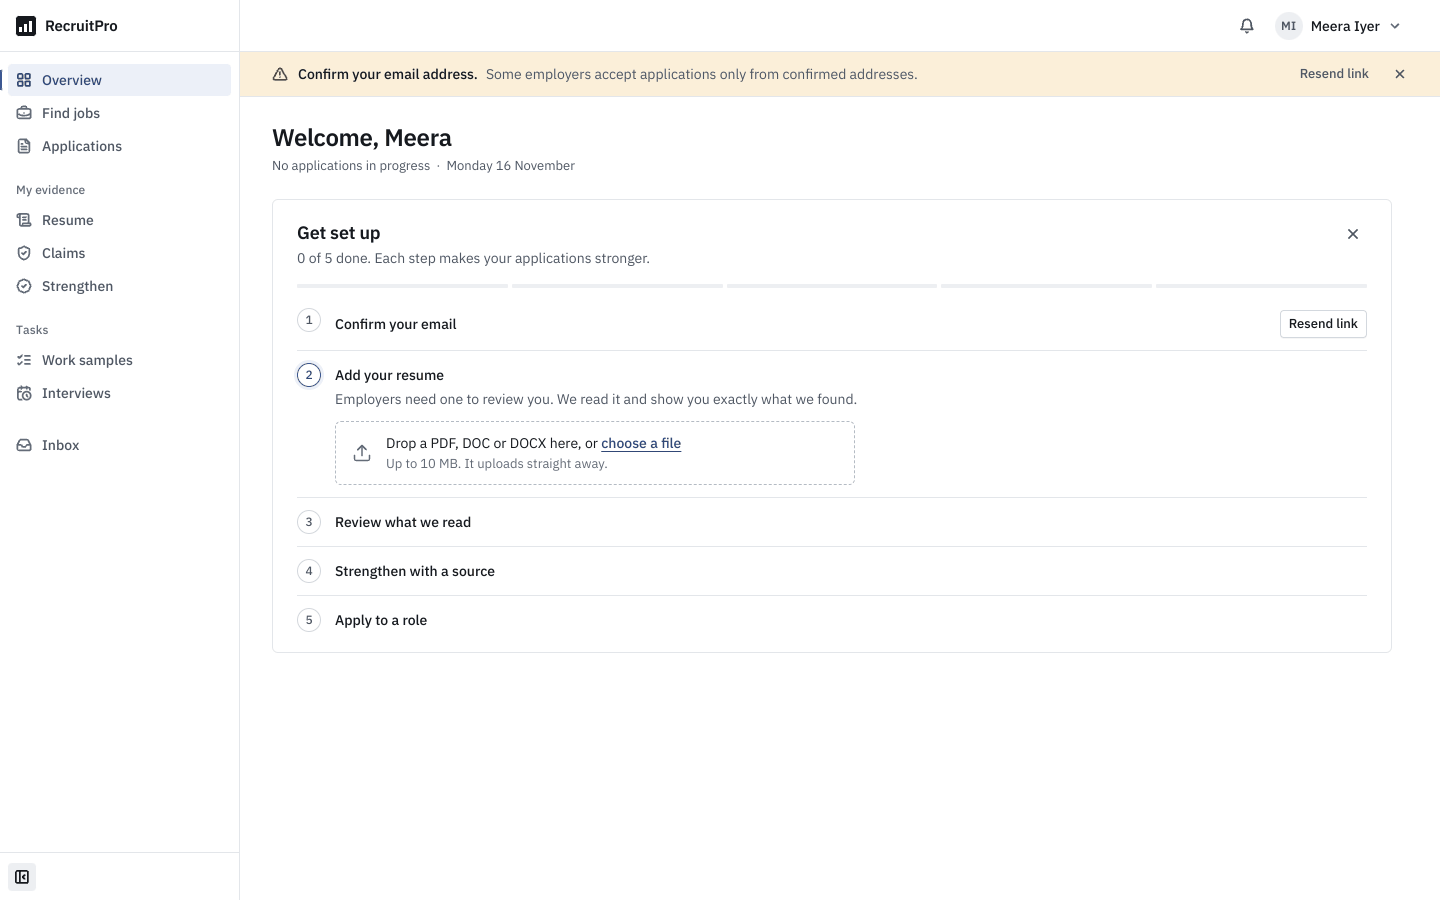 RecruitPro
MI
Meera Iyer
Overview
Find jobs
Applications
My evidence
Resume
Claims
Strengthen
Tasks
Work samples
Interviews
Inbox
Confirm your email address. Some employers accept applications only from confirmed addresses.
Resend link
Welcome, Meera
No applications in progress · Monday 16 November
Get set up
0 of 5 done. Each step makes your applications stronger.
1
Confirm your email
Resend link
2
Add your resume
Employers need one to review you. We read it and show you exactly what we found.
Drop a PDF, DOC or DOCX here, or choose a file
Up to 10 MB. It uploads straight away.
3
Review what we read
4
Strengthen with a source
5
Apply to a role